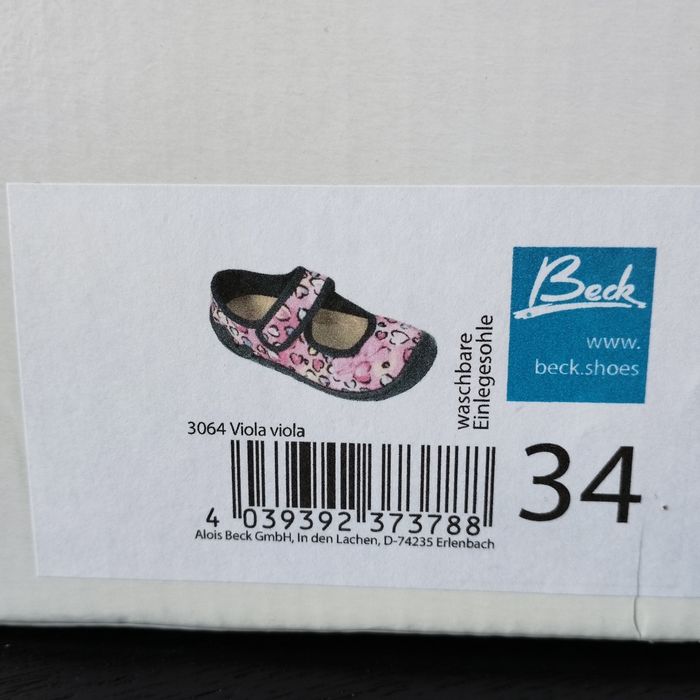 Beck
www.
beck.shoes
waschbare
Einlegesohle
3064 Viola viola
34
4 039392 373788
Alois Beck GmbH, In den Lachen, D-74235 Erlenbach